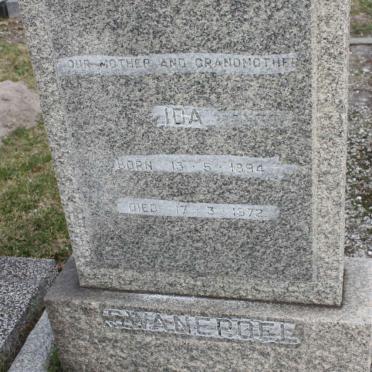 OUR MOTHER AND GRANDMOTHER
IDA
BORN 13·5·1894
DIED 17·3·1972
SWANEPOEL